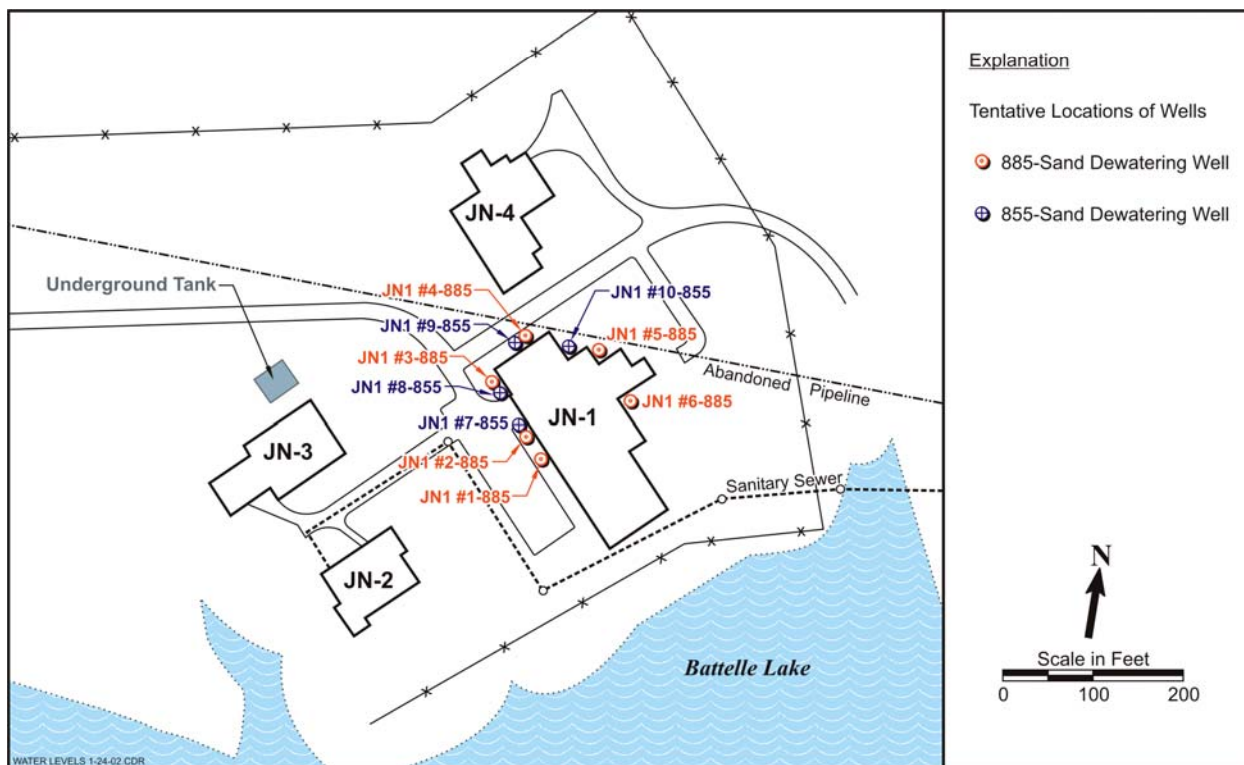 Explanation
Tentative Locations of Wells
885-Sand Dewatering Well
855-Sand Dewatering Well
JN-4
Underground Tank
JN1 #4-885
JN1 #10-855
JN1 #9-855
JN1 #5-885
JN1 #3-885
JN1 #8-855
Abandoned Pipeline
JN1 #6-885
JN-1
JN1 #7-855
JN-3
JN1 #2-885
JN1 #1-885
Sanitary Sewer
JN-2
N
Battelle Lake
Scale in Feet
0 100 200
WATER LEVELS 1-24-02.CDR